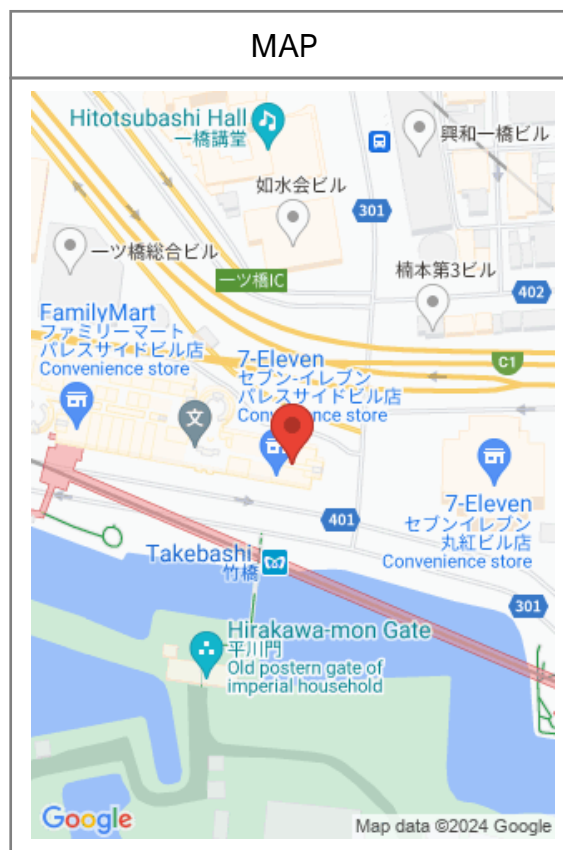 MAP
Hitotsubashi Hall
一橋講堂
興和一橋ビル
如水会ビル
301
一ツ橋総合ビル
楠本第3ビル
一ツ橋IC
402
FamilyMart
ファミリーマート
パレスサイドビル店
Convenience store
7-Eleven
セブン-イレブン
パレスサイドビル店
Convenience store
C1
文
7-Eleven
セブンイレブン
丸紅ビル店
Convenience store
401
Takebashi
竹橋
301
Hirakawa-mon Gate
平川門
Old postern gate of
imperial household
Google
Map data ©2024 Google